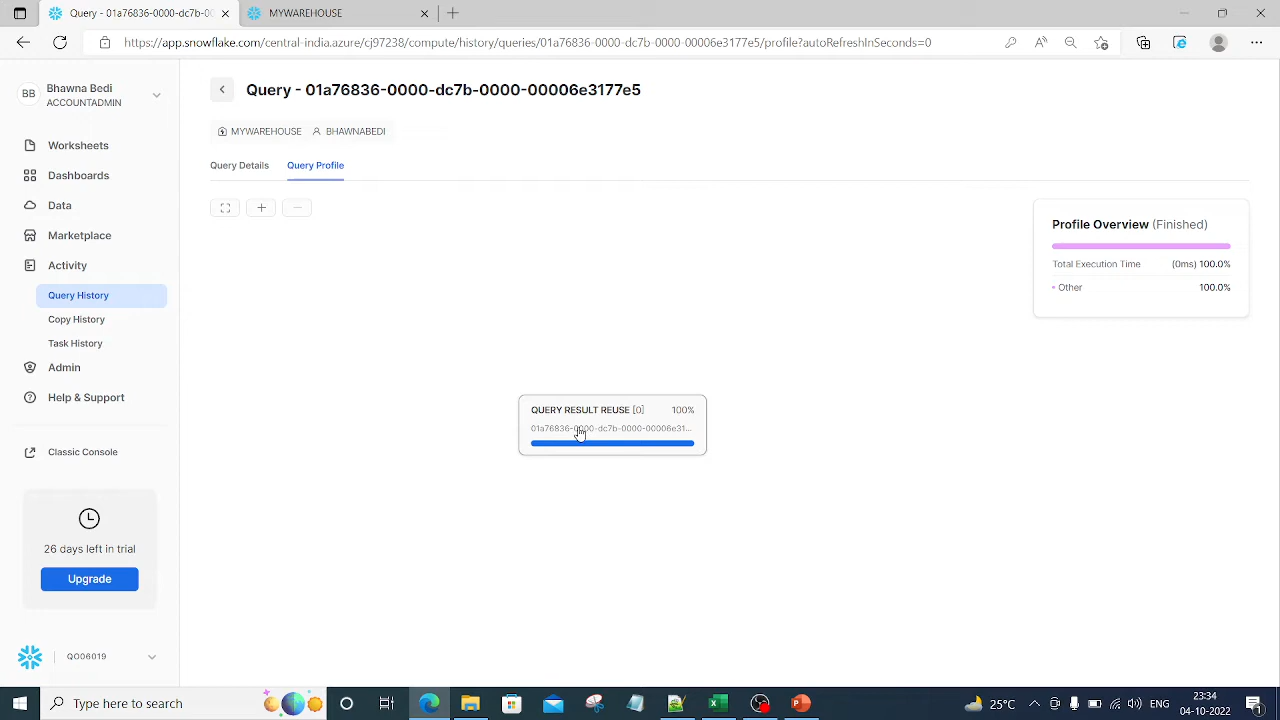 Query - 01a76836-0000-dc7b-0(
MYWAREHOUSE
https://app.snowflake.com/central-india.azure/cj97238/compute/history/queries/01a76836-0000-dc7b-0000-00006e3177e5/profile?autoRefreshInSeconds=0
BB
Bhawna Bedi
ACCOUNTADMIN
Worksheets
Dashboards
Data
Marketplace
Activity
Query History
Copy History
Task History
Admin
Help & Support
Classic Console
26 days left in trial
Upgrade
QO06019
Query - 01a76836-0000-dc7b-0000-00006e3177e5
MYWAREHOUSE BHAWNABEDI
Query Details Query Profile
Profile Overview (Finished)
Total Execution Time (0ms) 100.0%
Other 100.0%
QUERY RESULT REUSE [0] 100%
01a76836-0000-dc7b-0000-00006e31...
Type here to search
25°C
ENG
23:34
04-10-2022